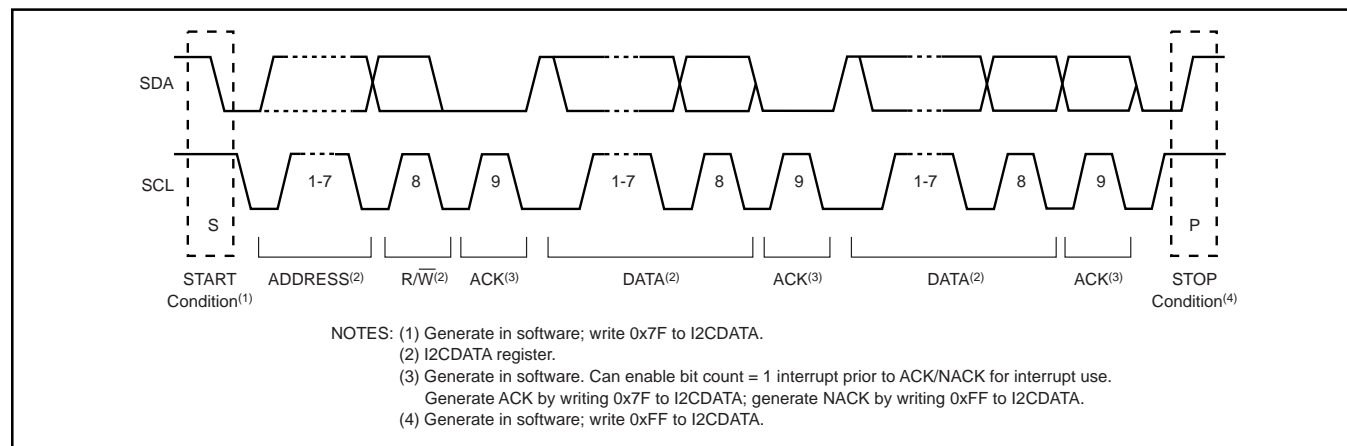 SDA
SCL
1-7
8
9
1-7
8
9
1-7
8
9
S
P
START
Condition(1)
ADDRESS(2)
R/W̅(2)
ACK(3)
DATA(2)
ACK(3)
DATA(2)
ACK(3)
STOP
Condition(4)
NOTES: (1) Generate in software; write 0x7F to I2CDATA.
(2) I2CDATA register.
(3) Generate in software. Can enable bit count = 1 interrupt prior to ACK/NACK for interrupt use.
Generate ACK by writing 0x7F to I2CDATA; generate NACK by writing 0xFF to I2CDATA.
(4) Generate in software; write 0xFF to I2CDATA.